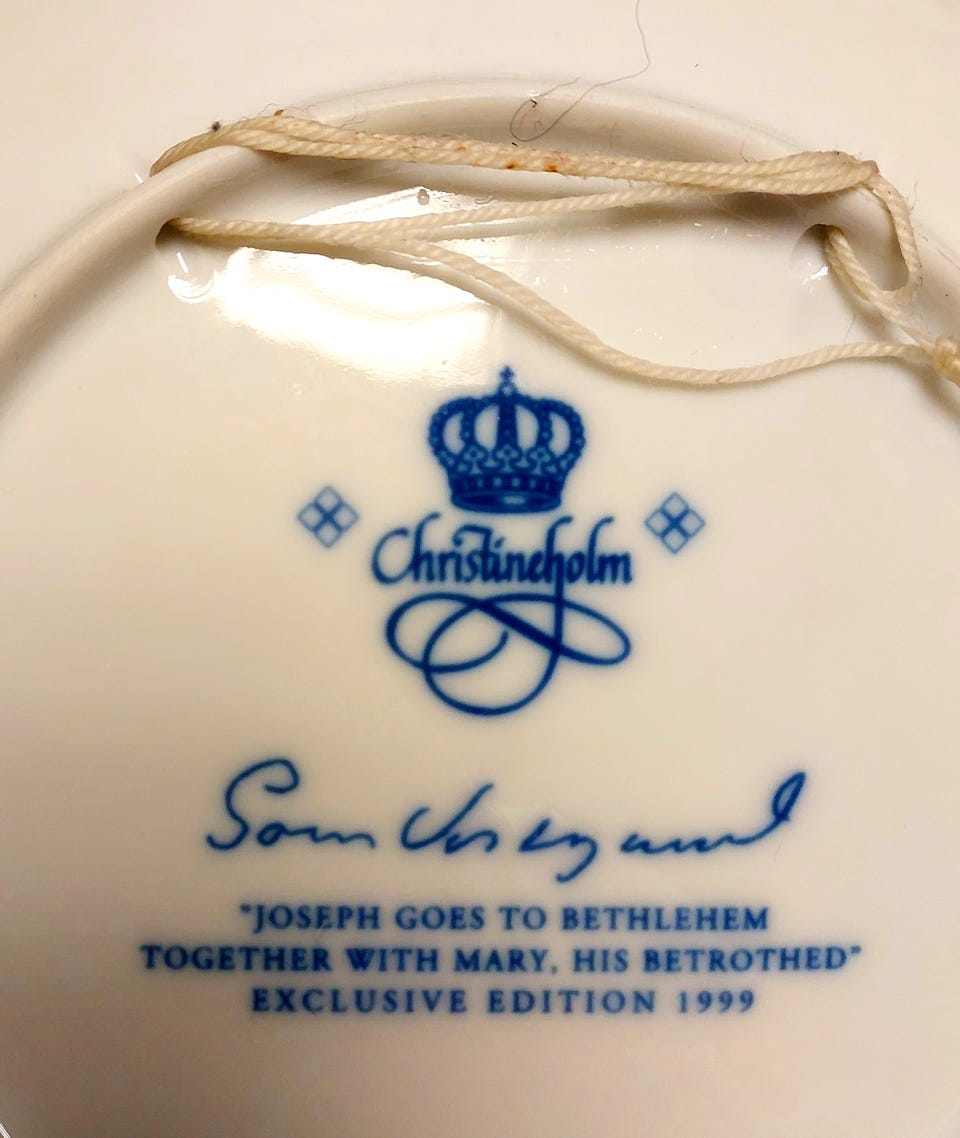 Christineholm
"JOSEPH GOES TO BETHLEHEM
TOGETHER WITH MARY, HIS BETROTHED"
EXCLUSIVE EDITION 1999